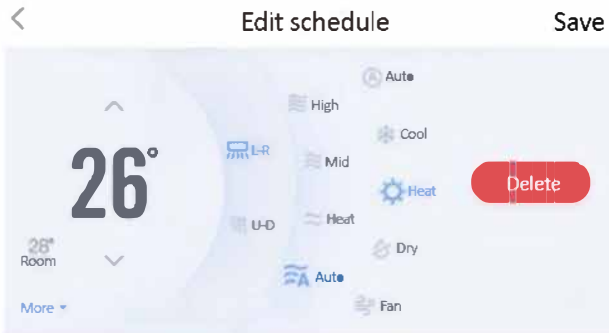 Edit schedule
Save
Auto
High
Cool
L-R
Mid
26°
Heat
Delete
U-D
Heat
28°
Room
Dry
Auto
More
Fan